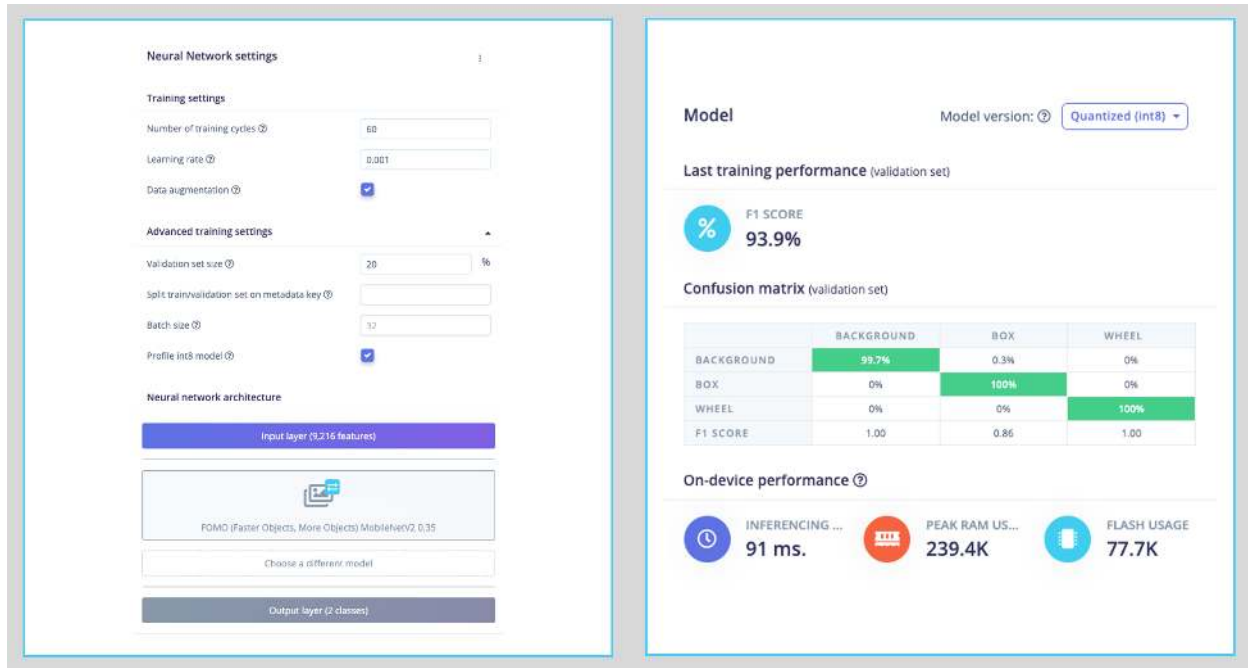 Neural Network settings
Training settings
Number of training cycles
60
Learning rate
0.001
Data augmentation
Advanced training settings
Validation set size
20
%
Split train/validation set on metadata key
Batch size
32
Profile int8 model
Neural network architecture
Input layer (9,216 features)
FOMO (Faster Objects, More Objects) MobileNetV2 0.35
Choose a different model
Output layer (2 classes)
Model
Model version: Quantized (int8)
Last training performance (validation set)
%
F1 SCORE
93.9%
Confusion matrix (validation set)
BACKGROUND BOX WHEEL
BACKGROUND 99.7% 0.3% 0%
BOX 0% 100% 0%
WHEEL 0% 0% 100%
F1 SCORE 1.00 0.86 1.00
On-device performance
INFERENCING ...
91 ms.
PEAK RAM US...
239.4K
FLASH USAGE
77.7K